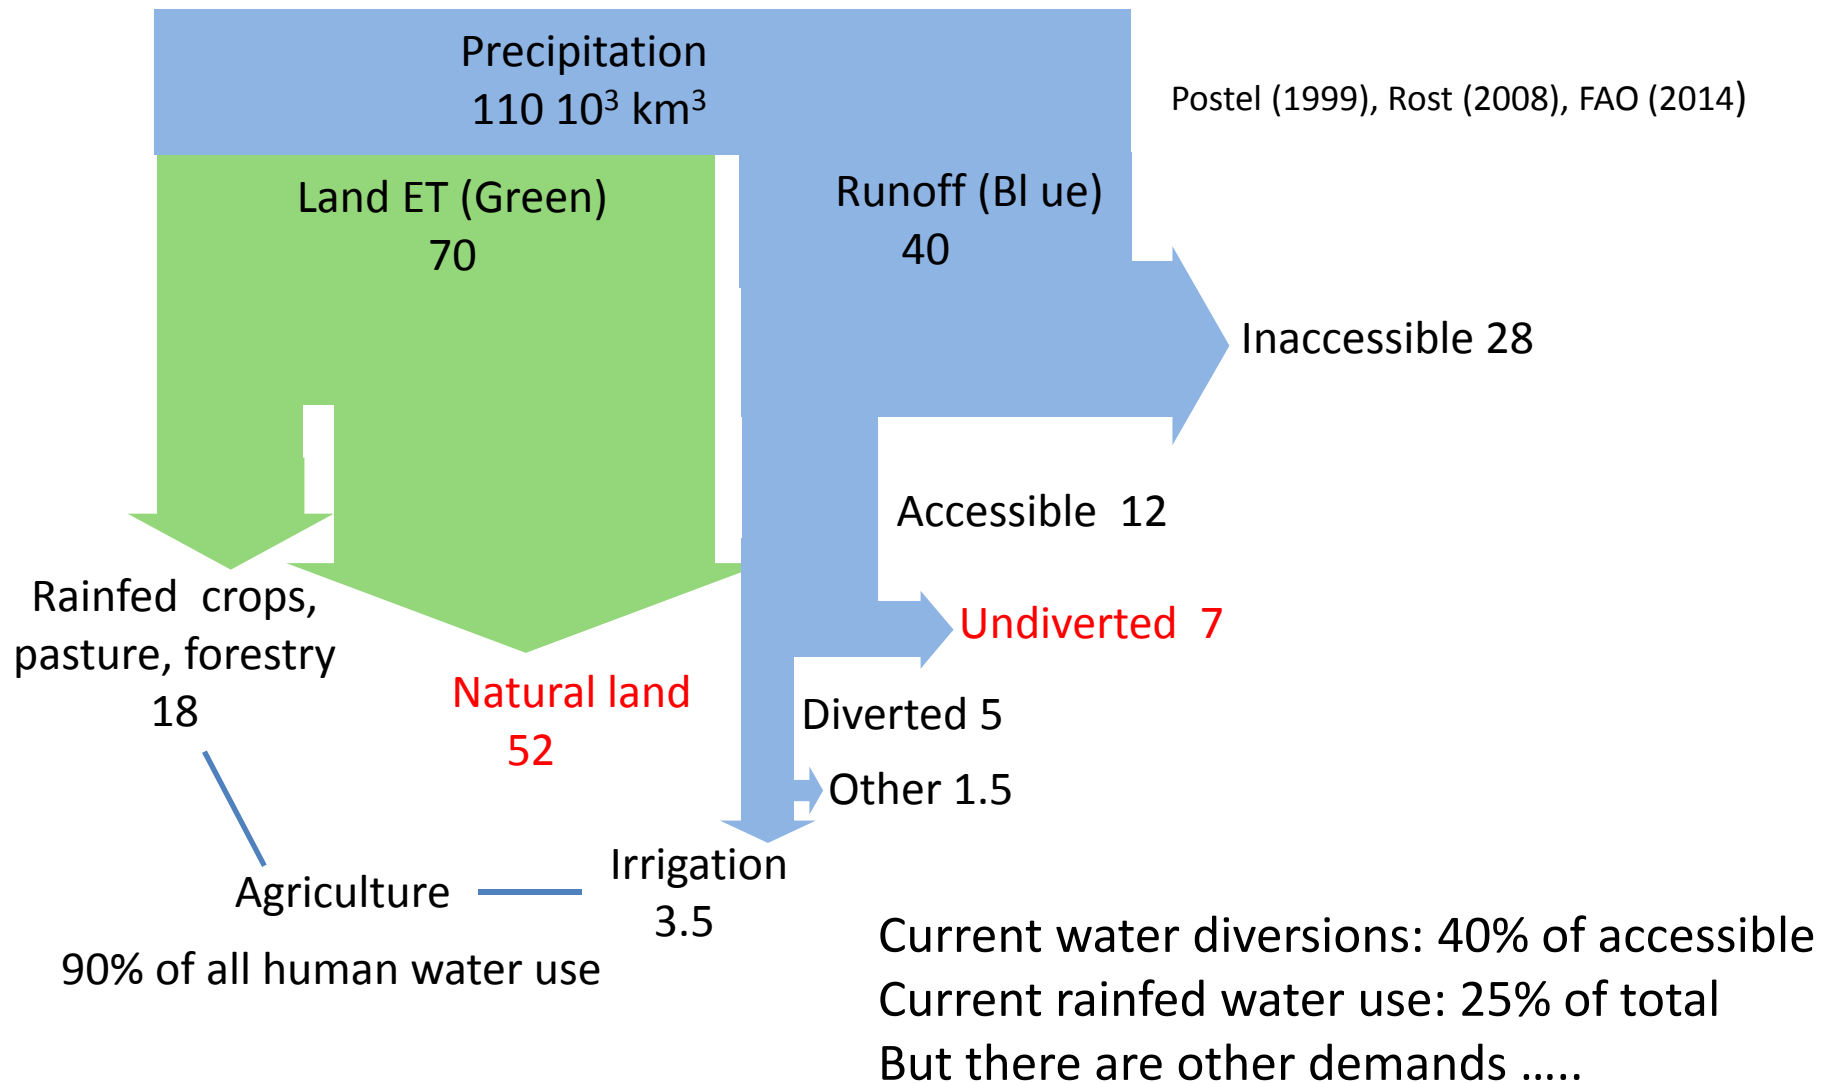 Precipitation
110 10³ km³
Postel (1999), Rost (2008), FAO (2014)
Land ET (Green)
70
Runoff (Bl ue)
40
Inaccessible 28
Accessible 12
Rainfed crops,
pasture, forestry
18
Undiverted 7
Natural land
52
Diverted 5
Other 1.5
Irrigation
3.5
Agriculture
90% of all human water use
Current water diversions: 40% of accessible
Current rainfed water use: 25% of total
But there are other demands …..